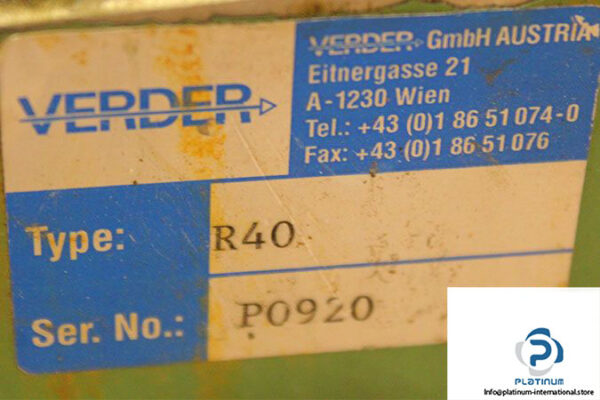 VERDER
VERDER GmbH AUSTRIA
Eitnergasse 21
A-1230 Wien
Tel.: +43 (0)1 86 51 074-0
Fax: +43 (0)1 86 51 076
Type: R40
Ser. No.: P0920
PLATINUM
Info@platinum-international.store